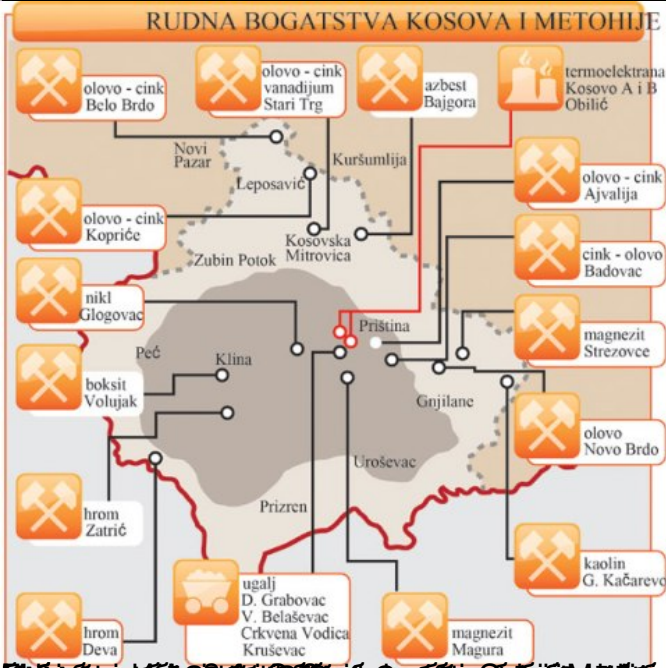 RUDNA BOGATSTVA KOSOVA I METOHIJE
olovo - cink
Belo Brdo
olovo - cink
vanadijum
Stari Trg
azbest
Bajgora
termoelektrana
Kosovo A i B
Obilić
Novi
Pazar
Kuršumlija
Leposavić
olovo - cink
Ajvalija
olovo - cink
Kopriće
Kosovska
Mitrovica
Zubin Potok
cink - olovo
Badovac
nikl
Glogovac
Priština
magnezit
Strezovce
Peć
Klina
boksit
Volujak
Gnjilane
olovo
Novo Brdo
Uroševac
Prizren
hrom
Zatrić
kaolin
G. Kačarevo
ugalj
D. Grabovac
V. Belaševac
Crkvena Vodica
Kruševac
hrom
Deva
magnezit
Magura